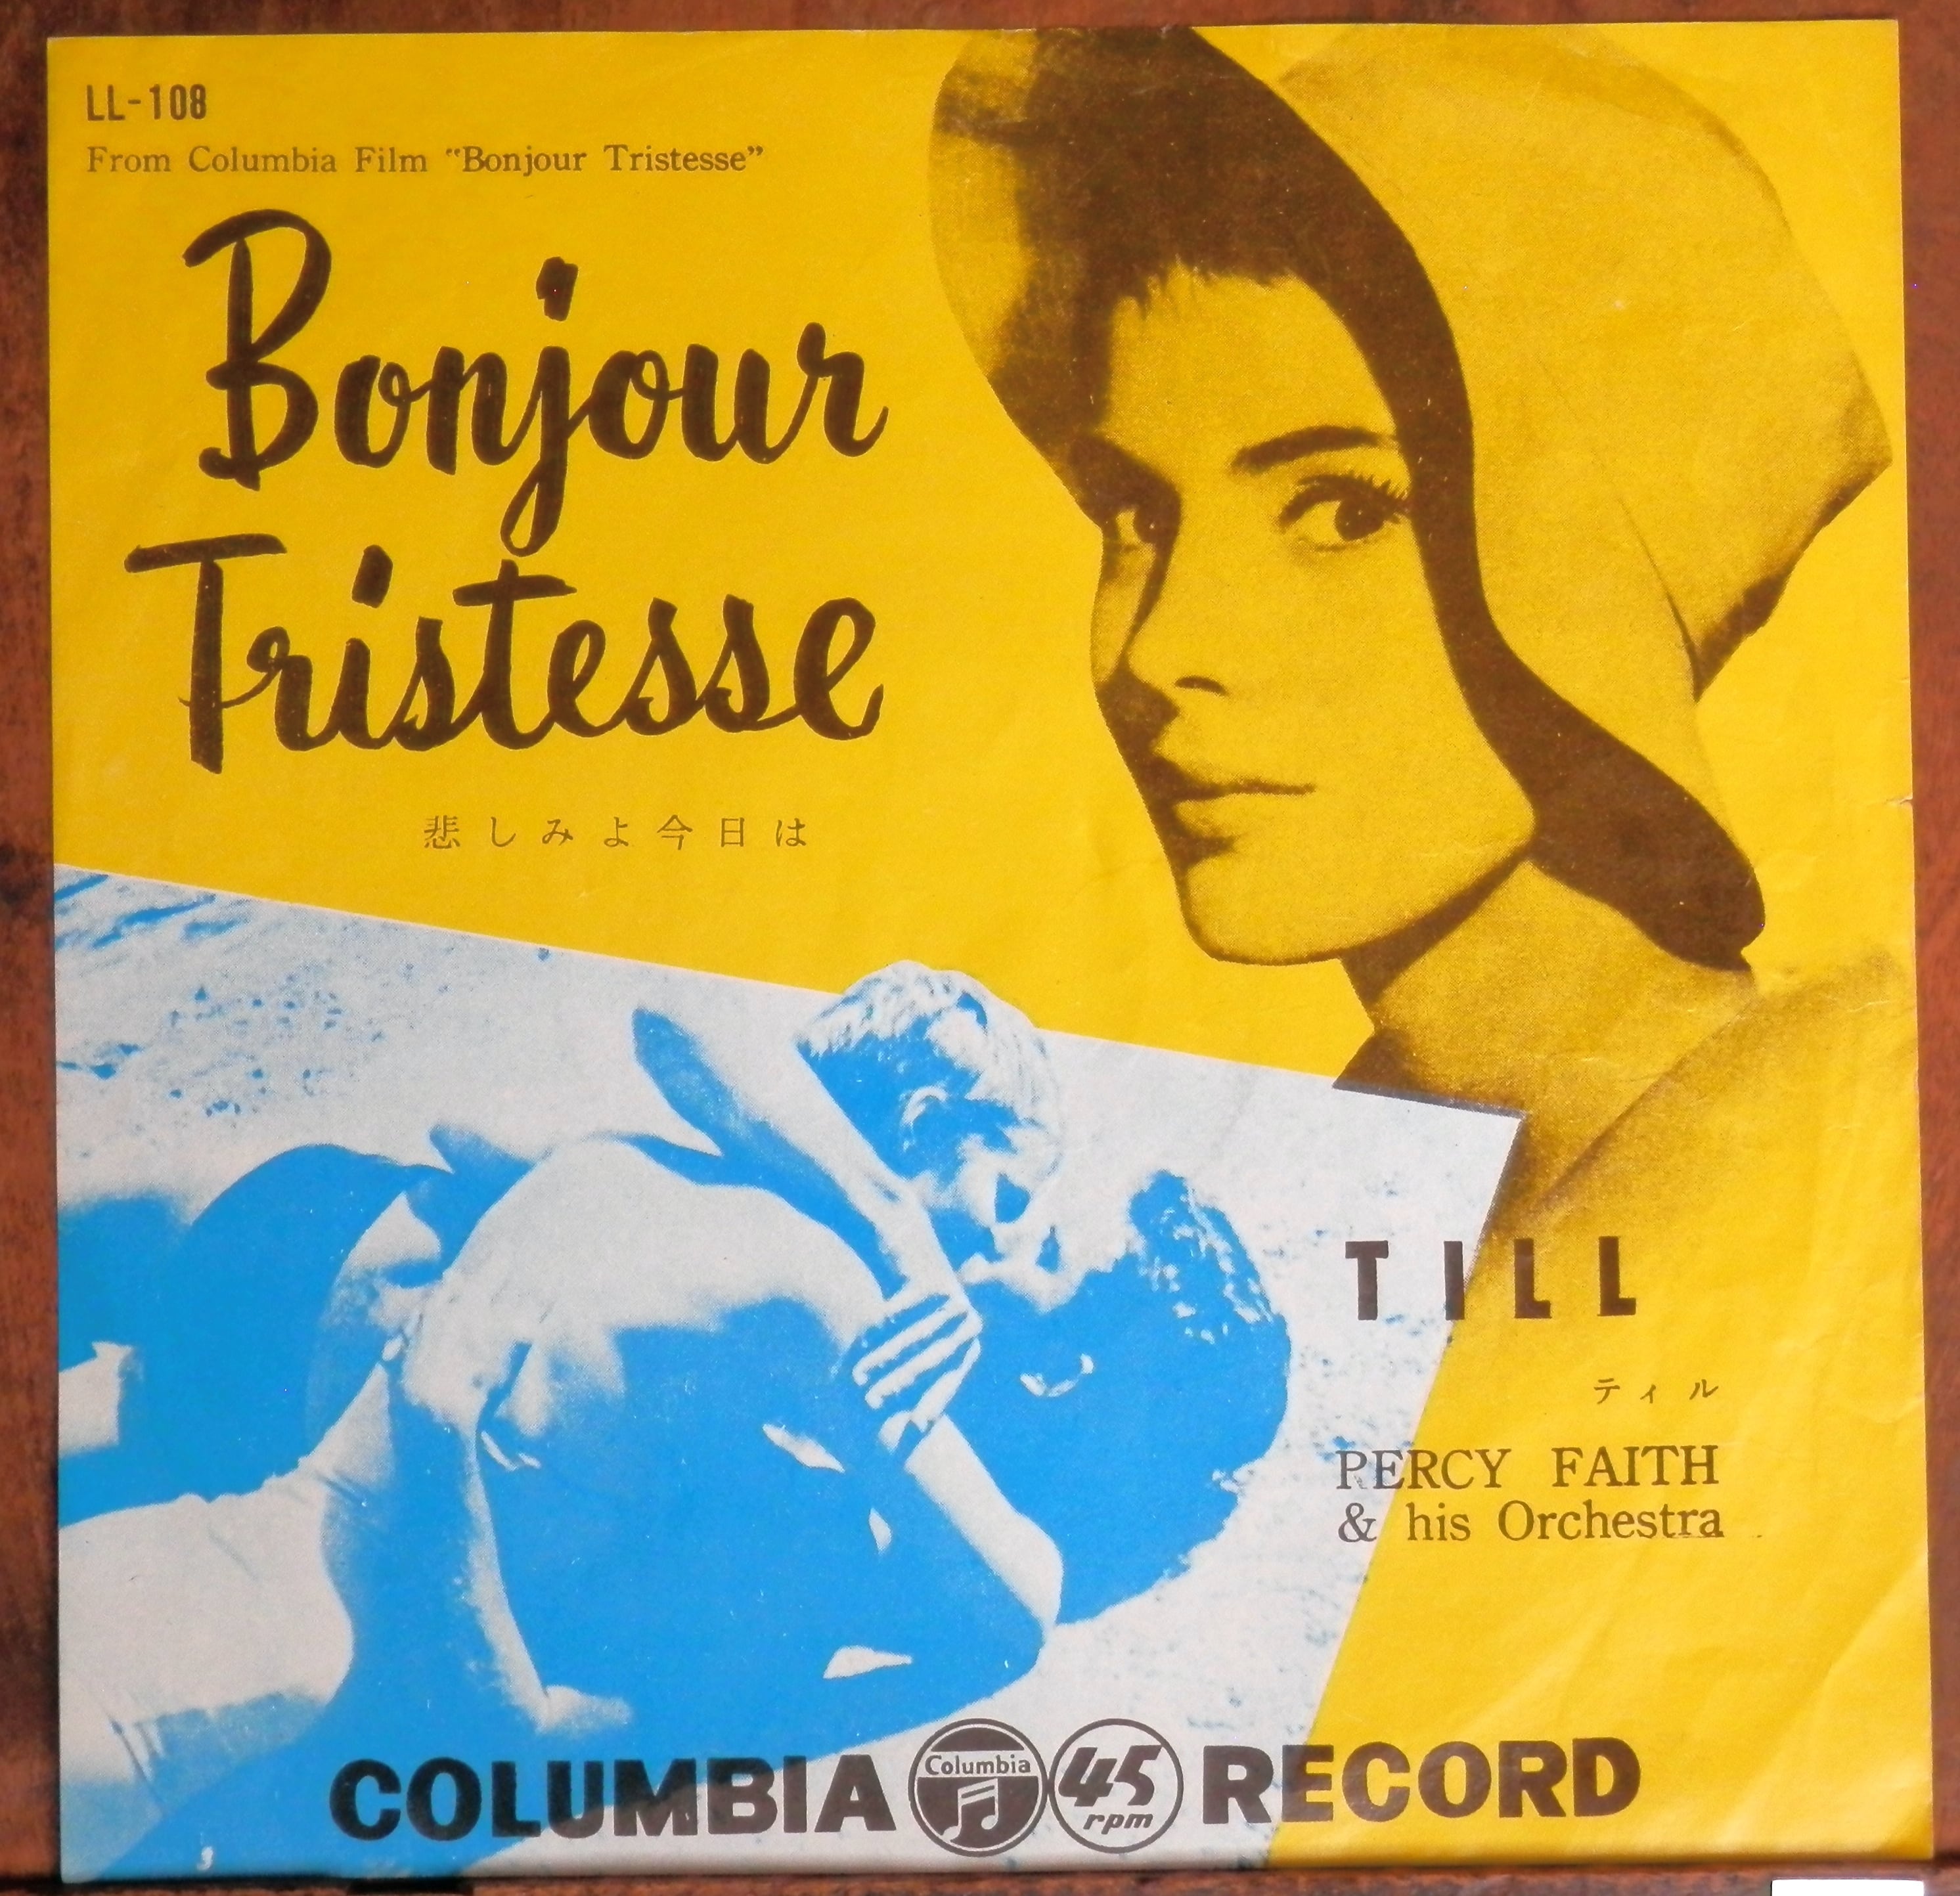 LL-108
From Columbia Film "Bonjour Tristesse"
Bonjour
Tristesse
悲しみよ今日は
TILL
ティル
PERCY FAITH
& his Orchestra
COLUMBIA Columbia 45 rpm RECORD